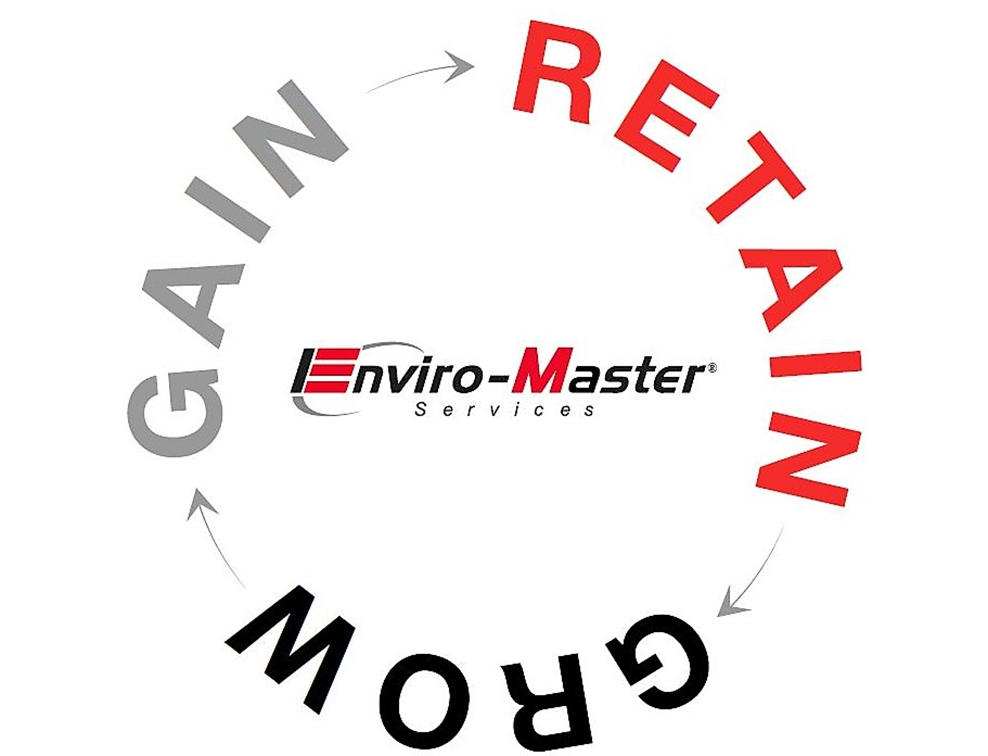 GAIN
RETAIN
GROW
Enviro-Master®
Services